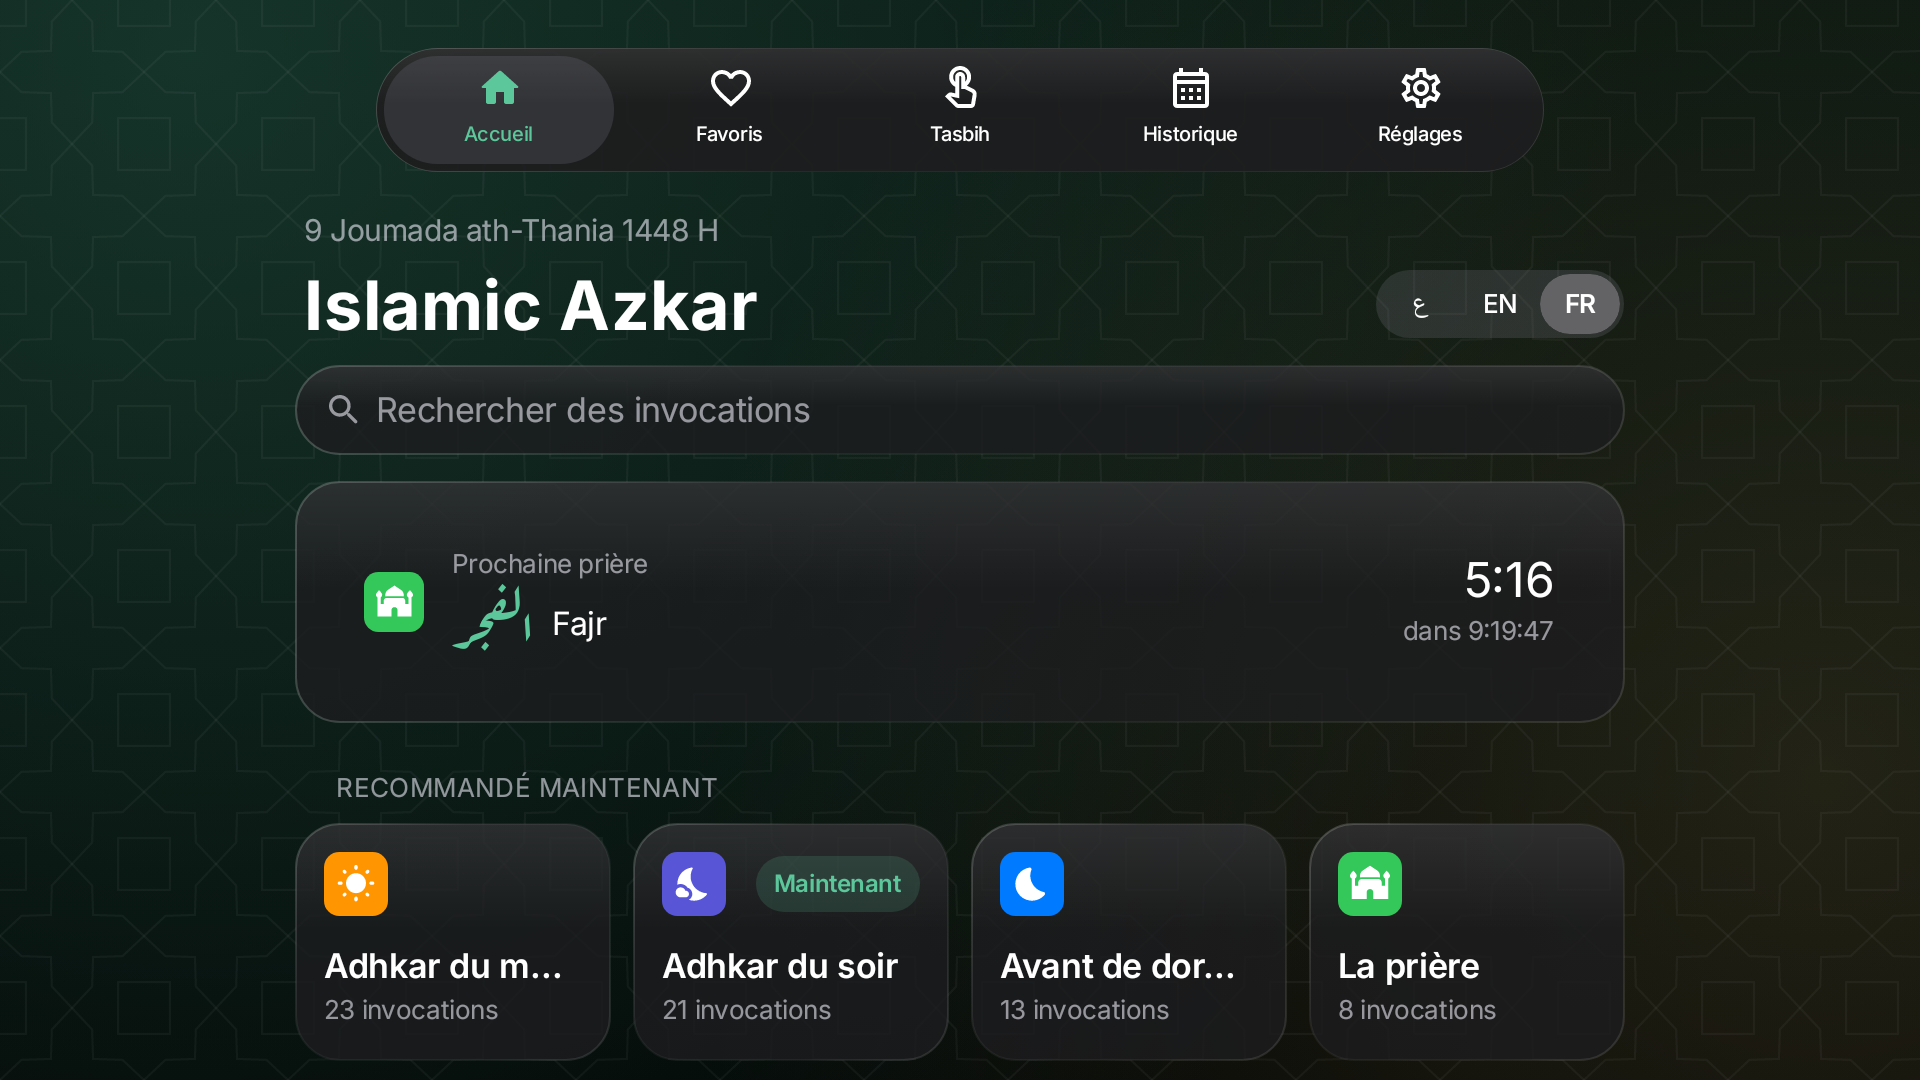 Accueil
Favoris
Tasbih
Historique
Réglages
9 Joumada ath-Thania 1448 H
Islamic Azkar
ع
EN
FR
Rechercher des invocations
Prochaine prière
الفجر
Fajr
5:16
dans 9:19:47
RECOMMANDÉ MAINTENANT
Maintenant
Adhkar du m...
23 invocations
Adhkar du soir
21 invocations
Avant de dor...
13 invocations
La prière
8 invocations